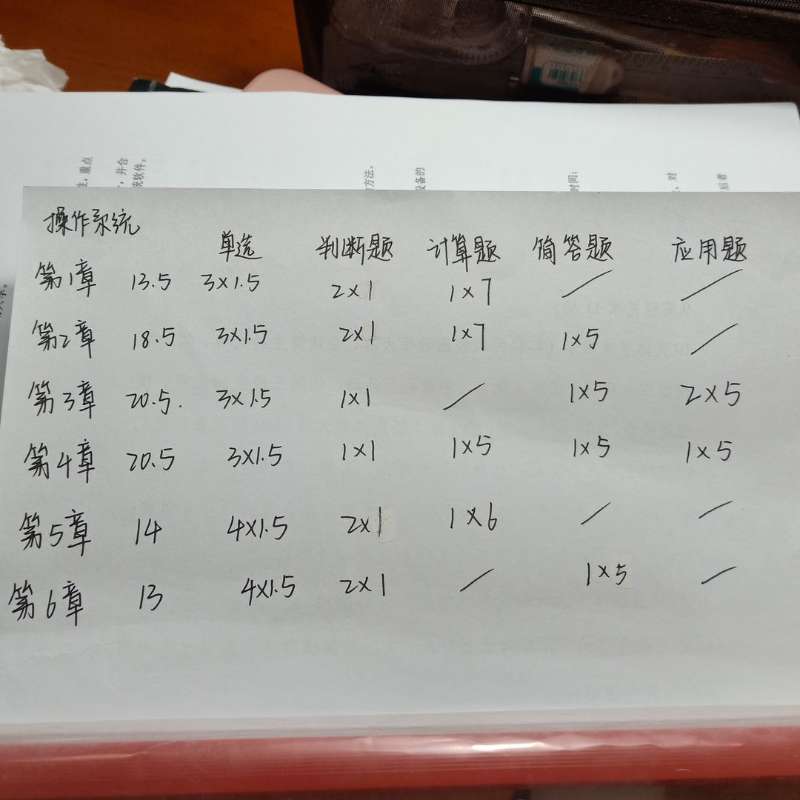 操作系统
单选 判断题 计算题 简答题 应用题
第1章 13.5 3×1.5 2×1 1×7 / /
第2章 18.5 3×1.5 2×1 1×7 1×5 /
第3章 20.5. 3×1.5 1×1 / 1×5 2×5
第4章 20.5 3×1.5 1×1 1×5 1×5 1×5
第5章 14 4×1.5 2×1 1×6 / /
第6章 13 4×1.5 2×1 / 1×5 /